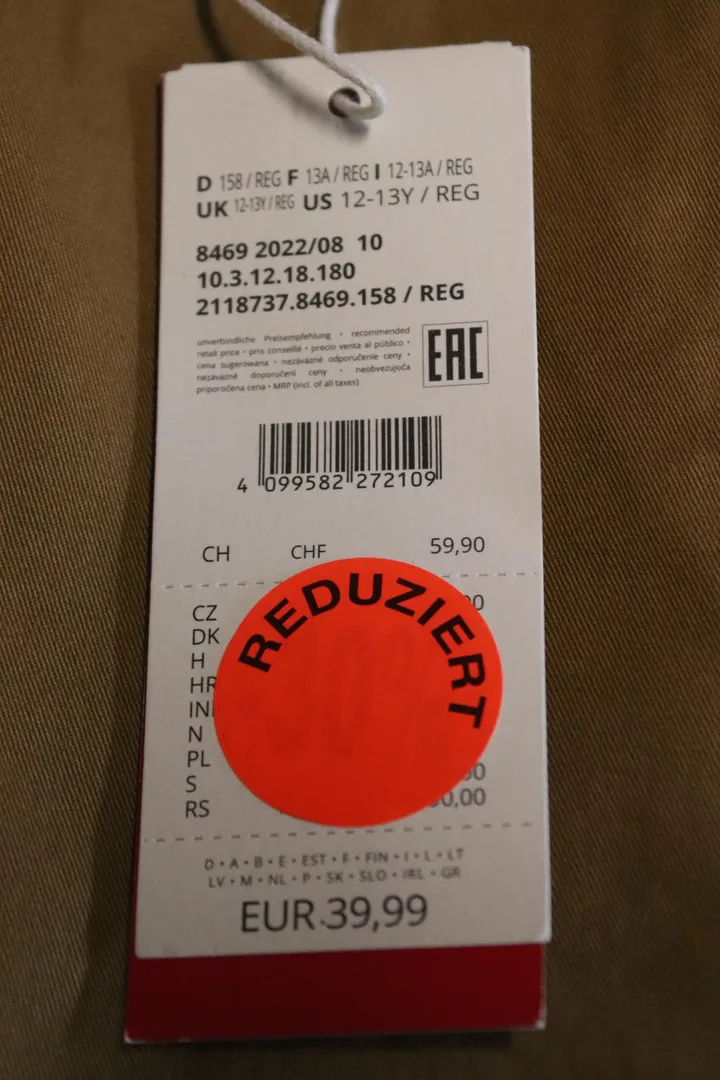 D 158 / REG F 13A / REG I 12-13A / REG
UK 12-13Y / REG US 12-13Y / REG
8469 2022/08 10
10.3.12.18.180
2118737.8469.158 / REG
unverbindliche Preisempfehlung • recommended
retail price • prix conseillé • precio venta al público •
cena sugerowana • nezáväzné odporučenie ceny •
nezávazné doporučení ceny • neobvezujoča
priporočena cena • MRP (incl. of all taxes)
EAC
4 099582 272109
CH CHF 59,90
REDUZIERT
CZ
DK
H
HR
N
PL
S
RS
D • A • B • E • EST • F • FIN • I • L • LT
LV • M • NL • P • SK • SLO • IRL • GR
EUR 39,99